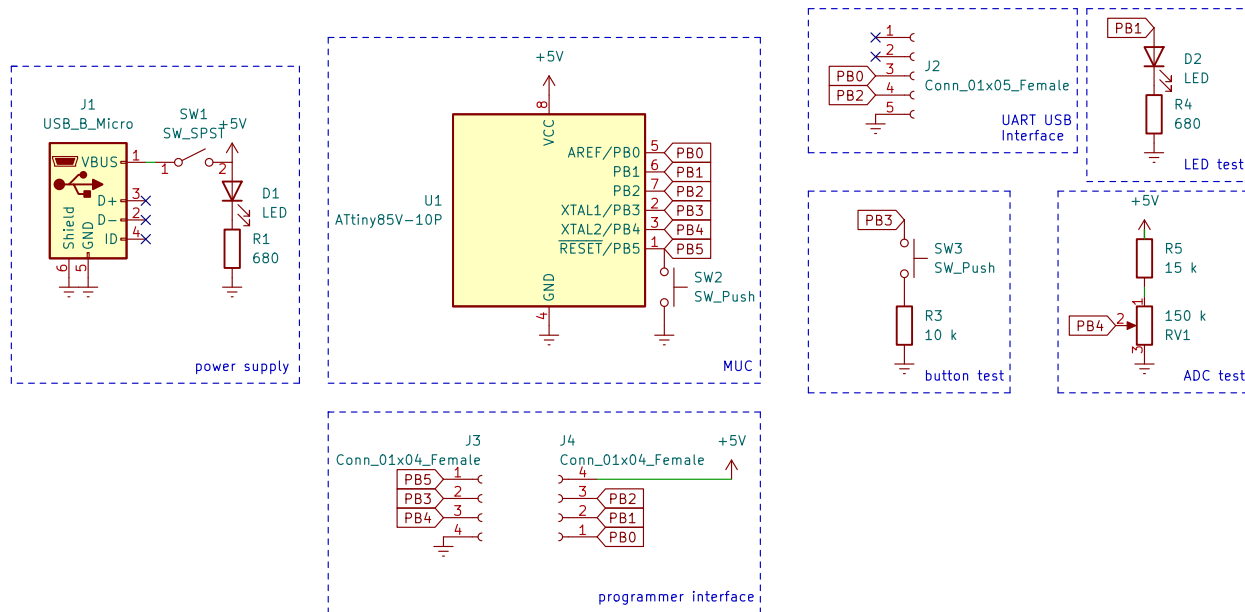 J1
USB_B_Micro
VBUS
1
D+
3
D-
2
ID
4
Shield
GND
6
5
SW1
SW_SPST
1
2
+5V
D1
LED
R1
680
power supply
+5V
8
VCC
U1
ATtiny85V-10P
AREF/PB0
5
PB0
PB1
6
PB1
PB2
7
PB2
XTAL1/PB3
2
PB3
XTAL2/PB4
3
PB4
RESET/PB5
1
PB5
GND
4
SW2
SW_Push
MUC
1
2
PB0
3
PB2
4
5
J2
Conn_01x05_Female
UART USB
Interface
PB1
D2
LED
R4
680
LED test
PB3
SW3
SW_Push
R3
10 k
button test
+5V
R5
15 k
1
150 k
RV1
PB4
2
3
ADC test
J3
Conn_01x04_Female
PB5
1
PB3
2
PB4
3
4
J4
Conn_01x04_Female
+5V
4
3
PB2
2
PB1
1
PB0
programmer interface